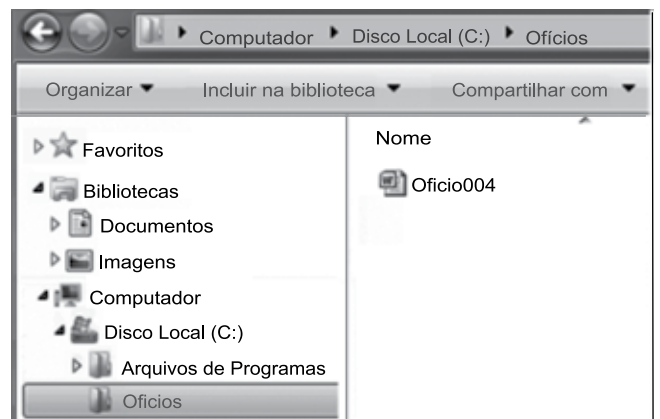 Computador Disco Local (C:) Ofícios
Organizar Incluir na biblioteca Compartilhar com
Favoritos
Bibliotecas
Documentos
Imagens
Computador
Disco Local (C:)
Arquivos de Programas
Oficios
Nome
Oficio004